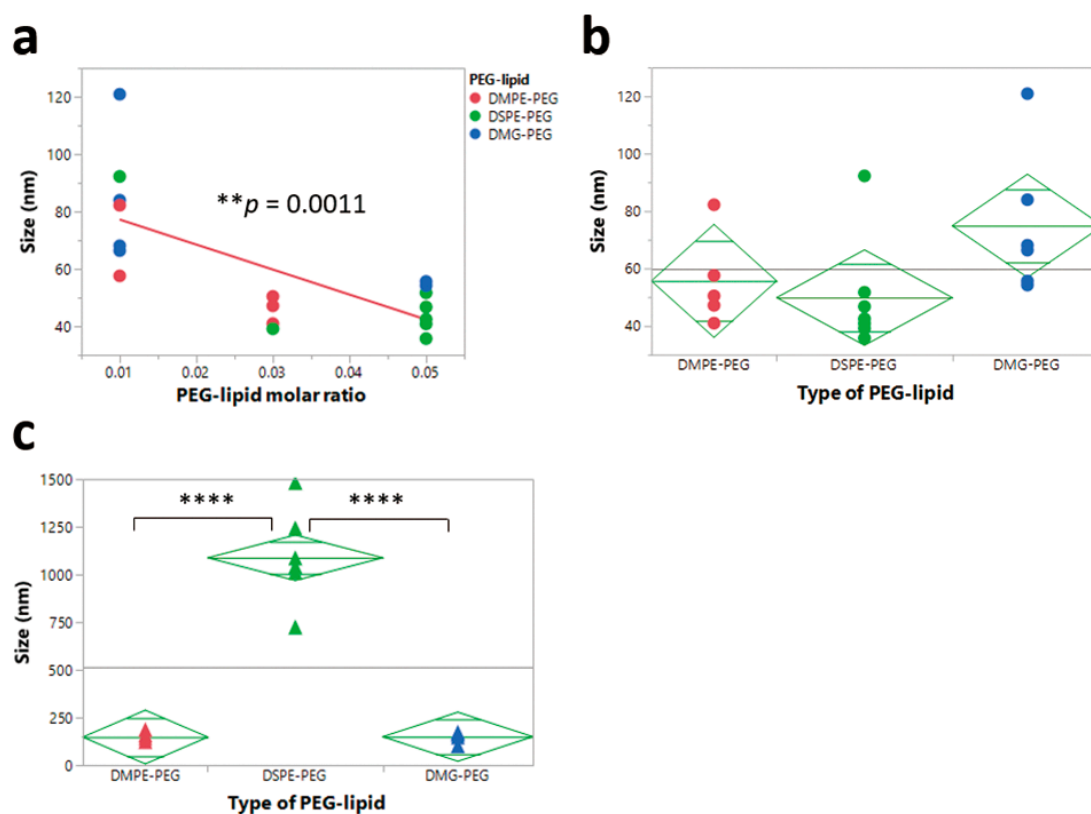 a
PEG-lipid
DMPE-PEG
DSPE-PEG
DMG-PEG
120
100
80
60
40
Size (nm)
**p = 0.0011
0.01 0.02 0.03 0.04 0.05
PEG-lipid molar ratio
b
120
100
80
60
40
Size (nm)
DMPE-PEG DSPE-PEG DMG-PEG
Type of PEG-lipid
c
1500
1250
1000
750
500
250
0
Size (nm)
**** ****
DMPE-PEG DSPE-PEG DMG-PEG
Type of PEG-lipid